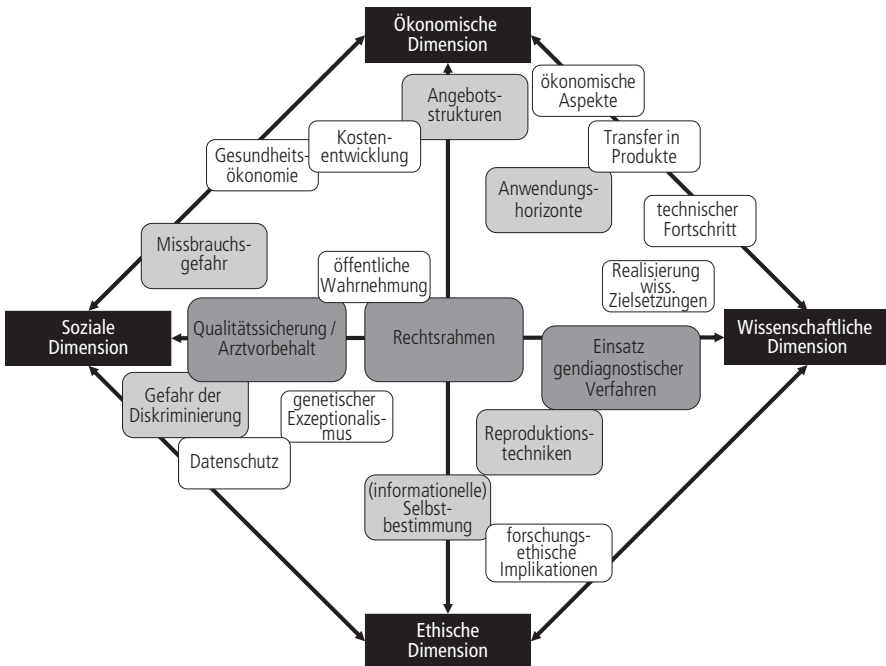 Ökonomische
Dimension
ökonomische
Aspekte
Angebots-
strukturen
Kosten-
entwicklung
Transfer in
Produkte
Gesundheits-
ökonomie
Anwendungs-
horizonte
technischer
Fortschritt
Missbrauchs-
gefahr
öffentliche
Wahrnehmung
Realisierung
wiss.
Zielsetzungen
Soziale
Dimension
Qualitätssicherung /
Arztvorbehalt
Rechtsrahmen
Einsatz
gendiagnostischer
Verfahren
Wissenschaftliche
Dimension
Gefahr der
Diskriminierung
genetischer
Exzeptionalis-
mus
Reproduktions-
techniken
Datenschutz
(informationelle)
Selbst-
bestimmung
forschungs-
ethische
Implikationen
Ethische
Dimension